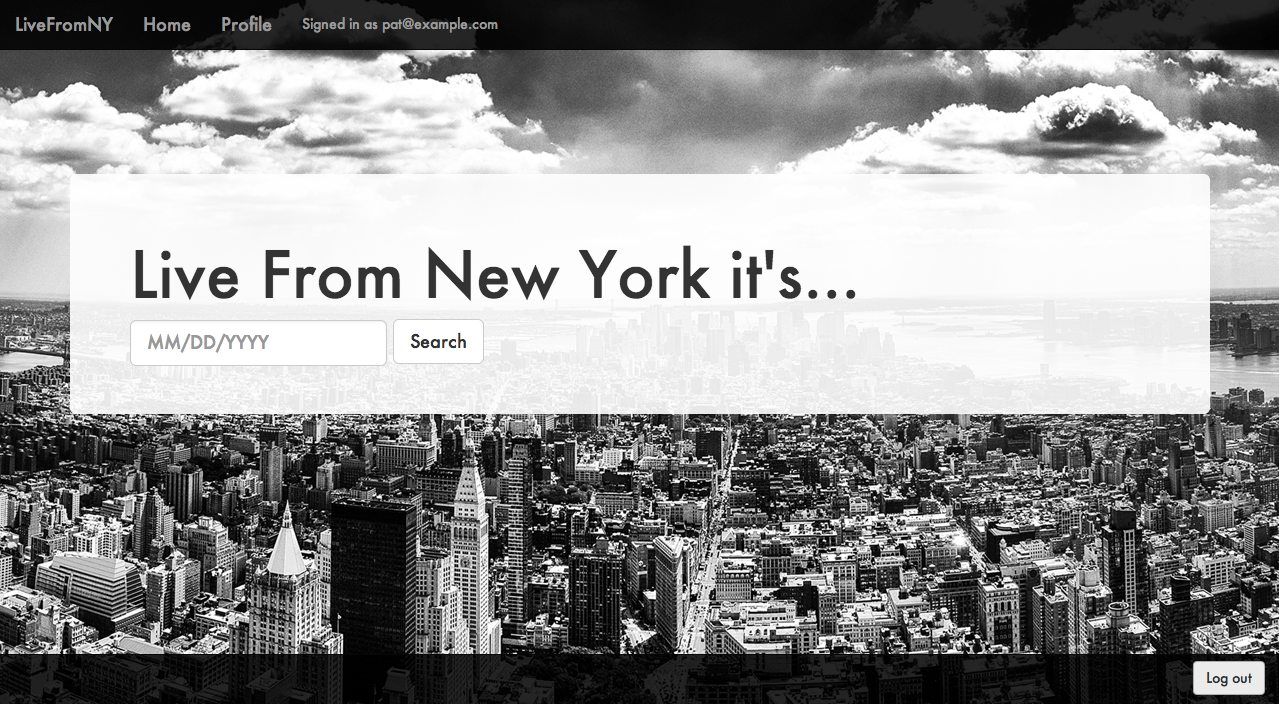 LiveFromNY Home Profile Signed in as pat@example.com
Live From New York it's...
MM/DD/YYYY Search
Log out